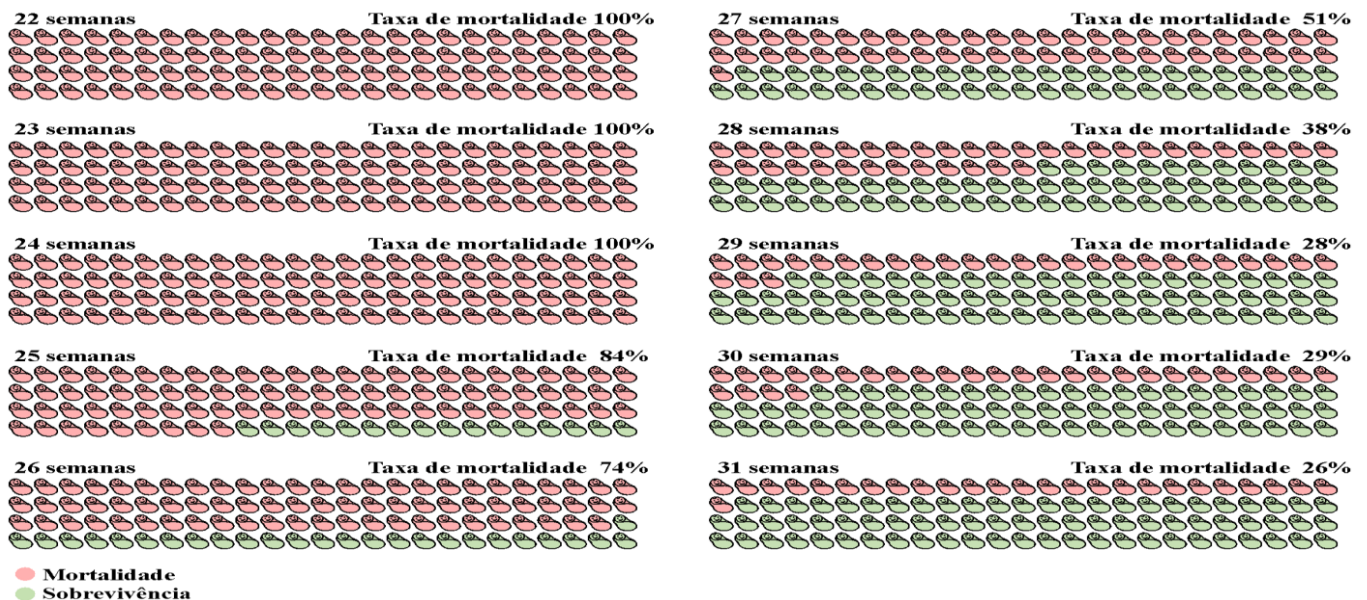 22 semanas Taxa de mortalidade 100%
23 semanas Taxa de mortalidade 100%
24 semanas Taxa de mortalidade 100%
25 semanas Taxa de mortalidade 84%
26 semanas Taxa de mortalidade 74%
27 semanas Taxa de mortalidade 51%
28 semanas Taxa de mortalidade 38%
29 semanas Taxa de mortalidade 28%
30 semanas Taxa de mortalidade 29%
31 semanas Taxa de mortalidade 26%
Mortalidade
Sobrevivência